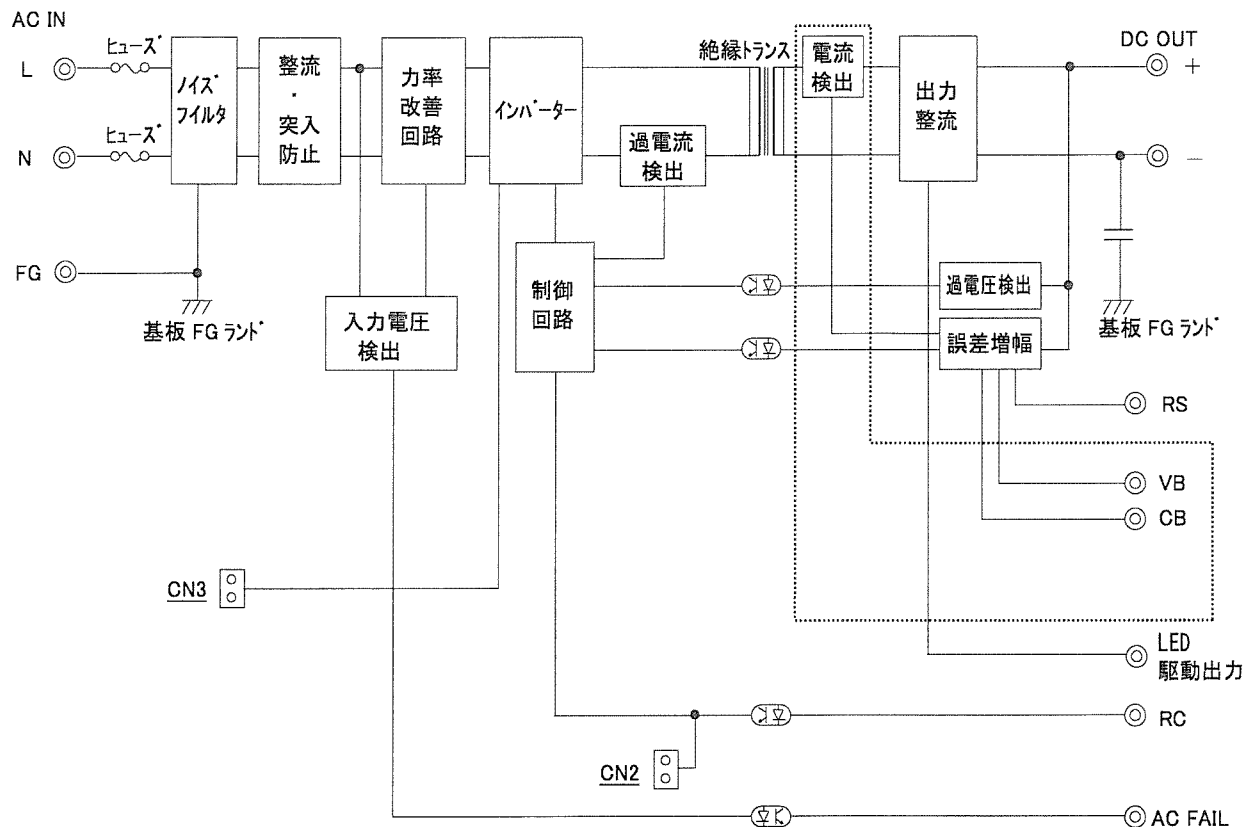 AC IN
L
ヒューズ
N
ヒューズ
FG
ノイズ
フィルタ
基板 FG ランド
整流
・
突入
防止
力率
改善
回路
入力電圧
検出
インバーター
制御
回路
過電流
検出
絶縁トランス
電流
検出
出力
整流
過電圧検出
誤差増幅
DC OUT
+
－
基板 FG ランド
RS
VB
CB
CN3
LED
駆動出力
RC
CN2
AC FAIL